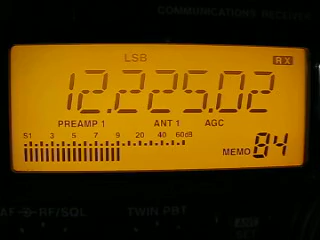 COMMUNICATIONS RECEIVER
LSB RX
12.225.02
PREAMP 1 ANT 1 AGC
S1 3 5 7 9 20 40 60dB
MEMO 84
AF RF/SQL TWIN PBT
ANT